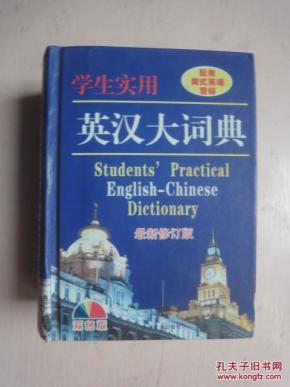 学生实用
配有
美式英语
音标
英汉大词典
Students' Practical
English-Chinese
Dictionary
最新修订版
双色版
孔夫子旧书网
www.kongfz.com